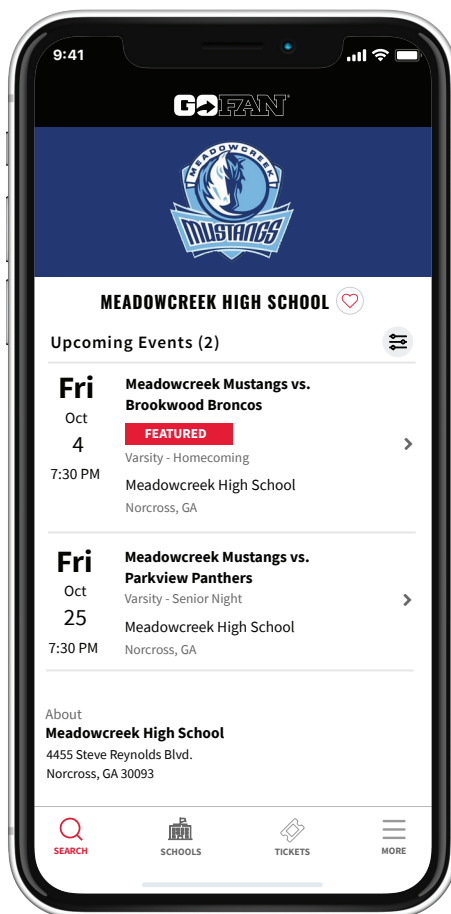 9:41
GOFAN
MEADOWCREEK
MUSTANGS
MEADOWCREEK HIGH SCHOOL
Upcoming Events (2)
Fri
Oct
4
7:30 PM
Meadowcreek Mustangs vs.
Brookwood Broncos
FEATURED
Varsity - Homecoming
Meadowcreek High School
Norcross, GA
Fri
Oct
25
7:30 PM
Meadowcreek Mustangs vs.
Parkview Panthers
Varsity - Senior Night
Meadowcreek High School
Norcross, GA
About
Meadowcreek High School
4455 Steve Reynolds Blvd.
Norcross, GA 30093
SEARCH
SCHOOLS
TICKETS
MORE